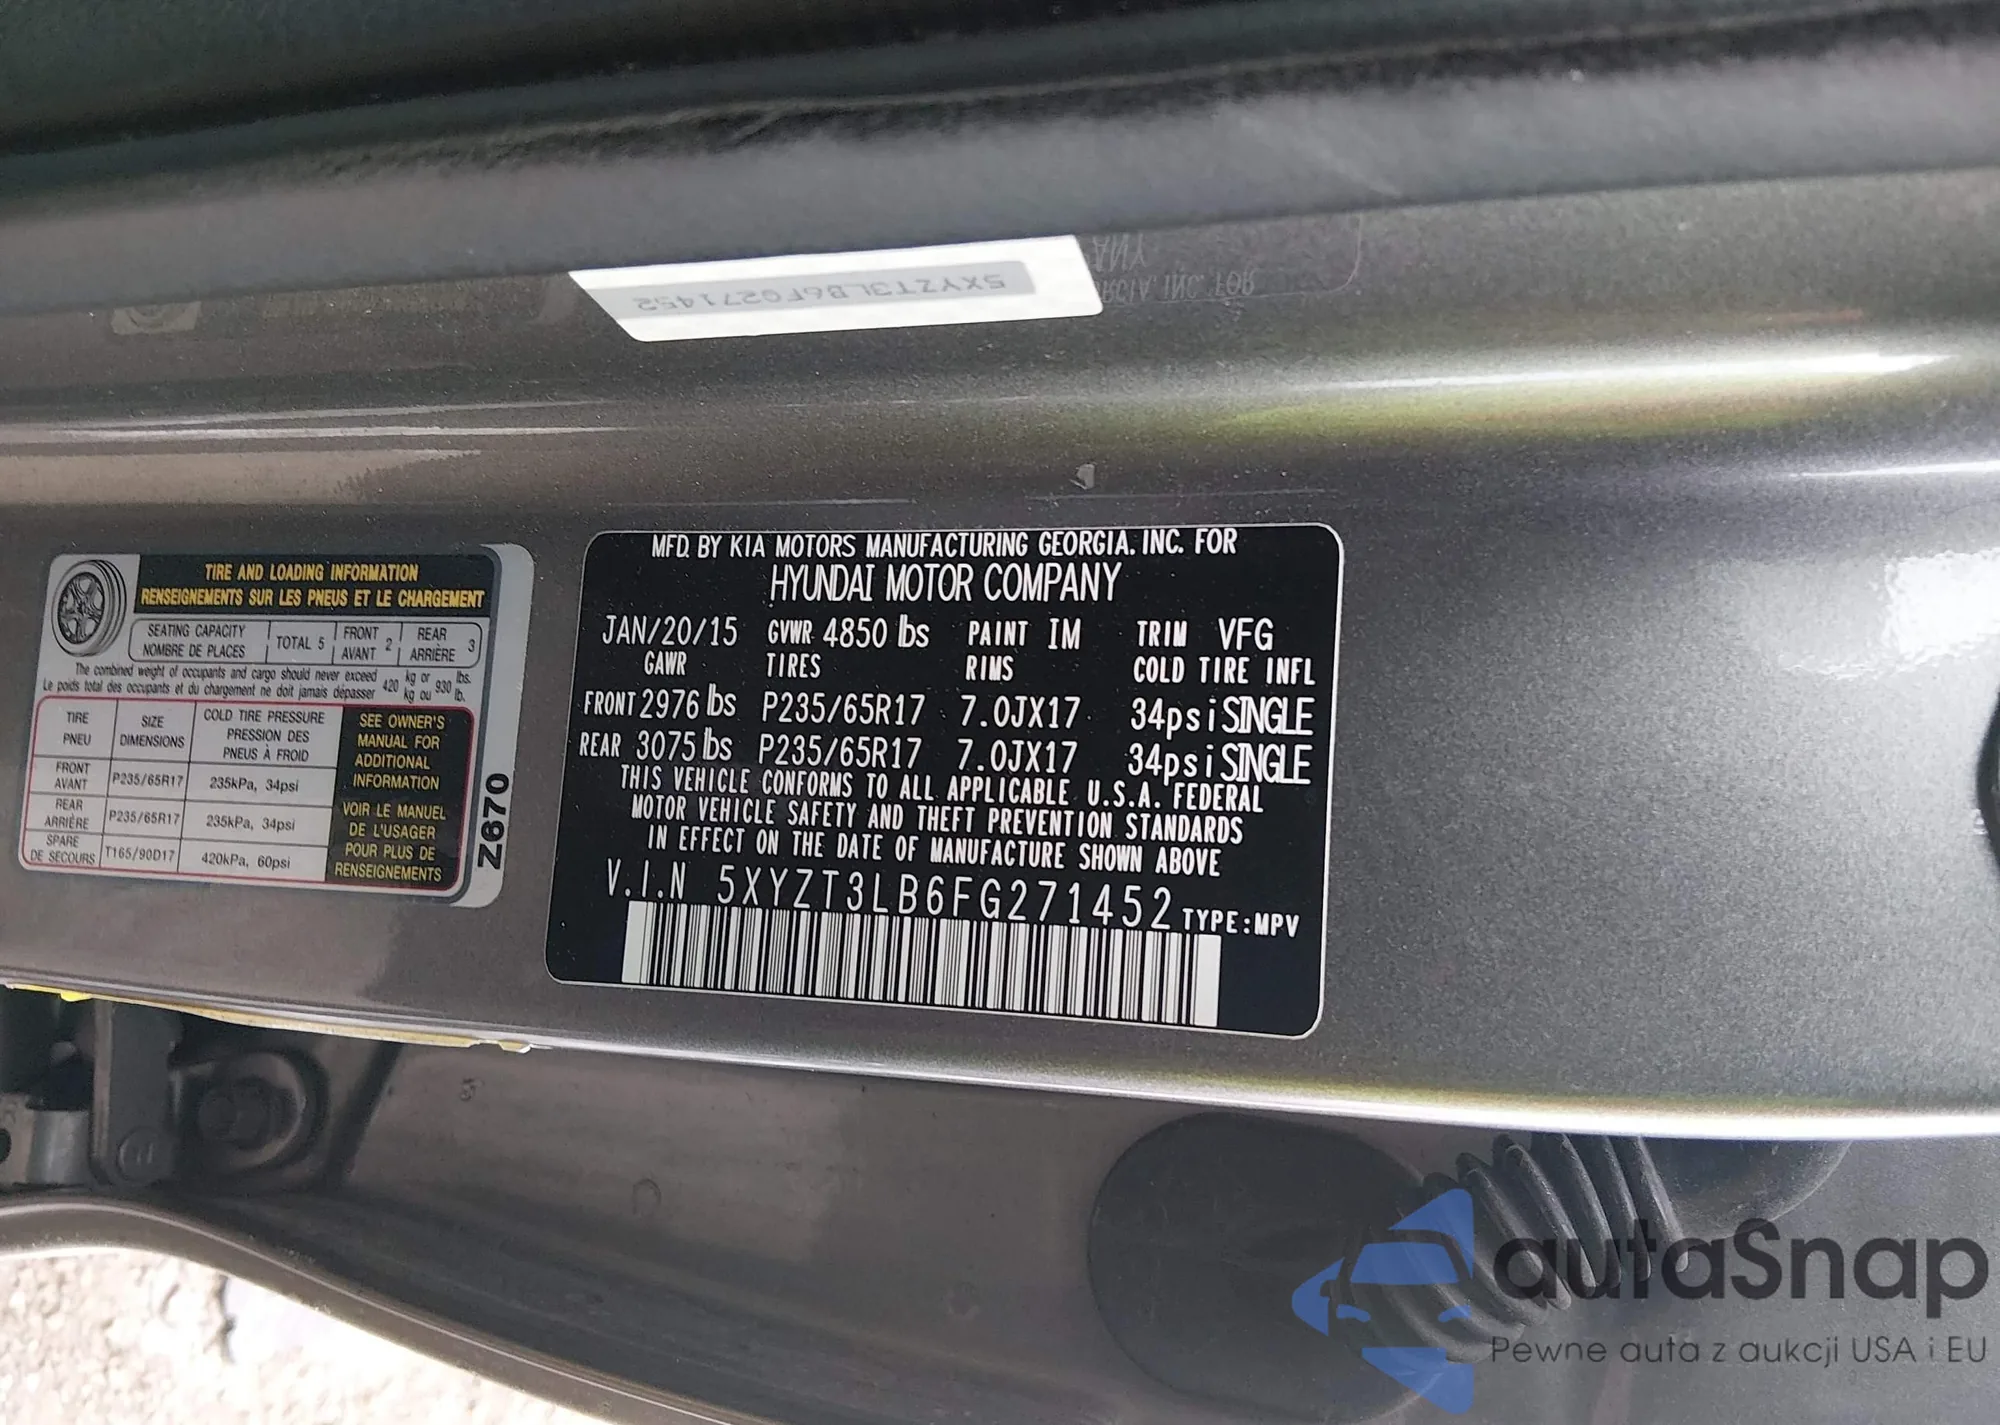 5XYZT3LB6FG271452
TIRE AND LOADING INFORMATION
RENSEIGNEMENTS SUR LES PNEUS ET LE CHARGEMENT
SEATING CAPACITY TOTAL 5 FRONT 2 REAR 3
NOMBRE DE PLACES AVANT ARRIÈRE
The combined weight of occupants and cargo should never exceed 420 kg or 930 lbs.
Le poids total des occupants et du chargement ne doit jamais dépasser 420 kg ou 930 lb.
TIRE SIZE COLD TIRE PRESSURE
PNEU DIMENSIONS PRESSION DES
PNEUS À FROID
FRONT
AVANT P235/65R17 235kPa, 34psi
REAR
ARRIÈRE P235/65R17 235kPa, 34psi
SPARE
DE SECOURS T165/90D17 420kPa, 60psi
SEE OWNER'S
MANUAL FOR
ADDITIONAL
INFORMATION
VOIR LE MANUEL
DE L'USAGER
POUR PLUS DE
RENSEIGNEMENTS
Z670
MFD. BY KIA MOTORS MANUFACTURING GEORGIA. INC. FOR
HYUNDAI MOTOR COMPANY
JAN/20/15 GVWR 4850 lbs PAINT IM TRIM VFG
GAWR TIRES RIMS COLD TIRE INFL
FRONT 2976 lbs P235/65R17 7.0JX17 34psi SINGLE
REAR 3075 lbs P235/65R17 7.0JX17 34psi SINGLE
THIS VEHICLE CONFORMS TO ALL APPLICABLE U.S.A. FEDERAL
MOTOR VEHICLE SAFETY AND THEFT PREVENTION STANDARDS
IN EFFECT ON THE DATE OF MANUFACTURE SHOWN ABOVE
V.I.N 5XYZT3LB6FG271452 TYPE:MPV
autaSnap
Pewne auta z aukcji USA i EU